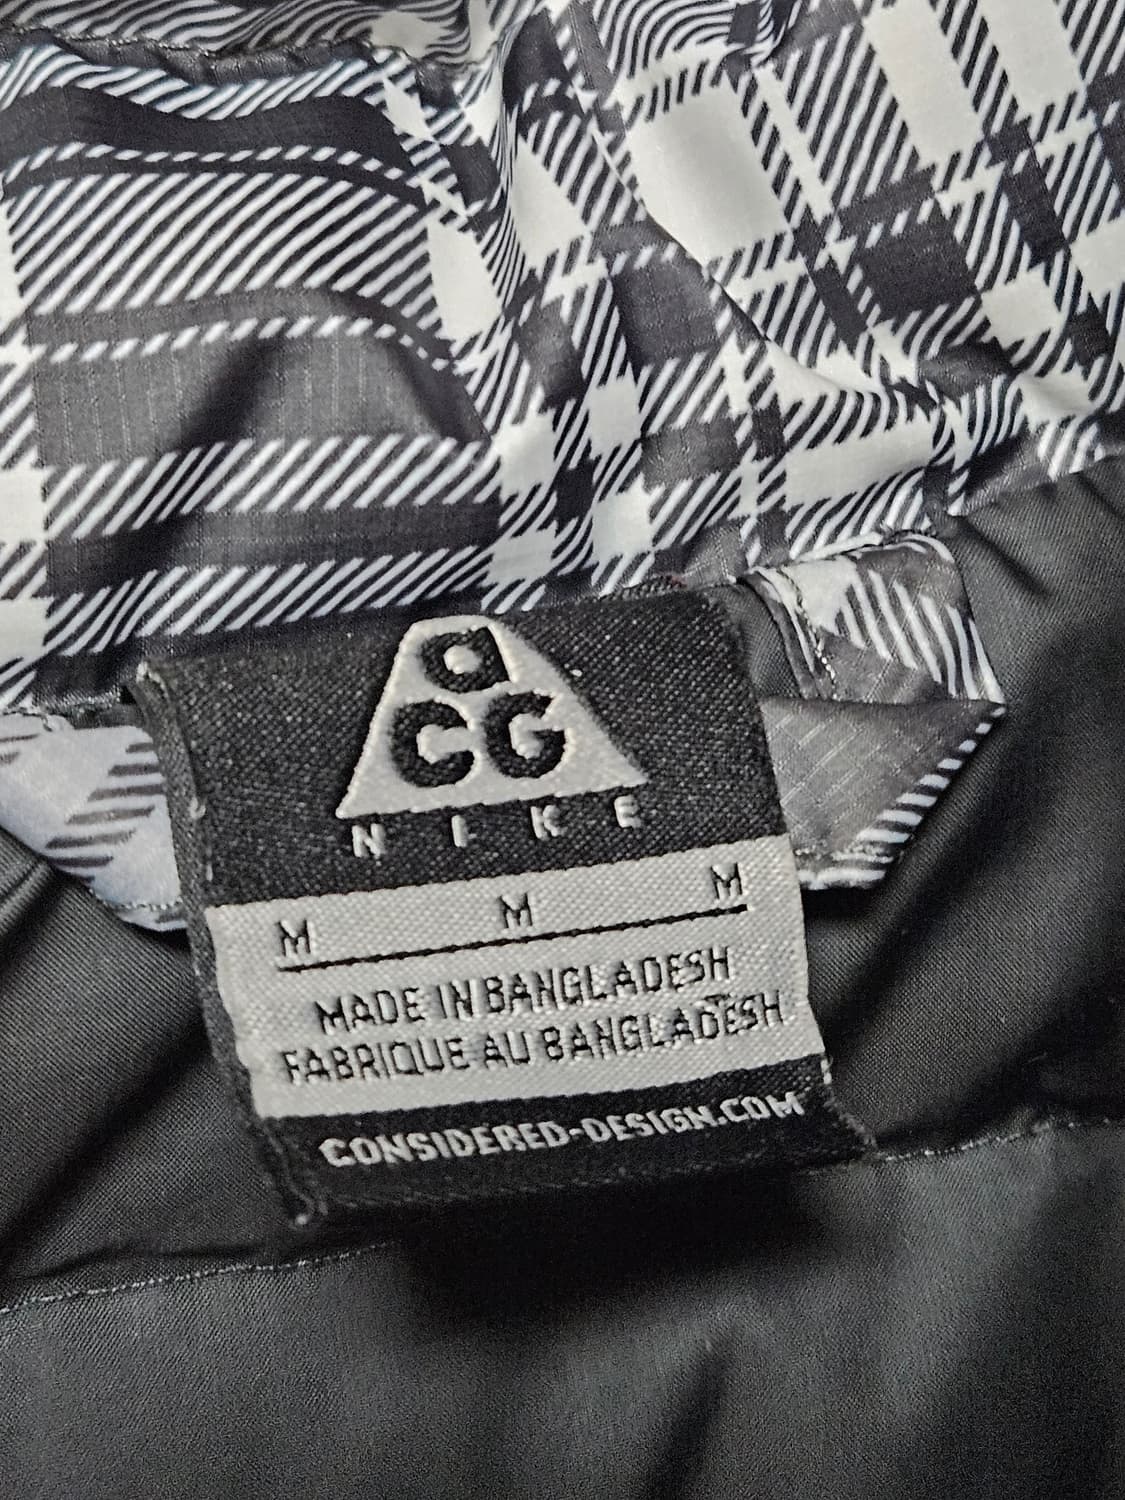 a
CG
NIKE
M M M
MADE IN BANGLADESH
FABRIQUE AU BANGLADESH
CONSIDERED-DESIGN.COM